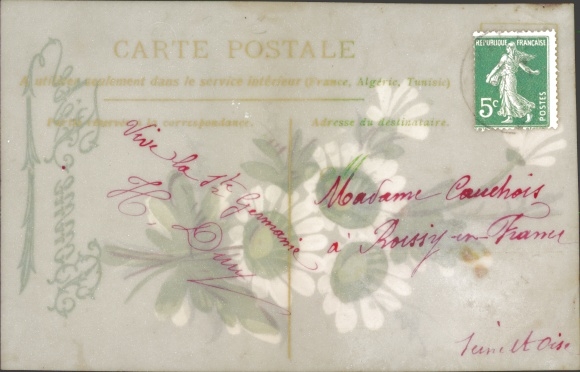 CARTE POSTALE
A utiliser seulement dans le service intérieur (France, Algérie, Tunisie)
Partie réservée à la correspondance.
Adresse du destinataire.
RÉPUBLIQUE FRANÇAISE
5c
POSTES
Vive la Ste
Germanie
H.
Madame Cauchois
à Roissy-en-France
Seine et Oise